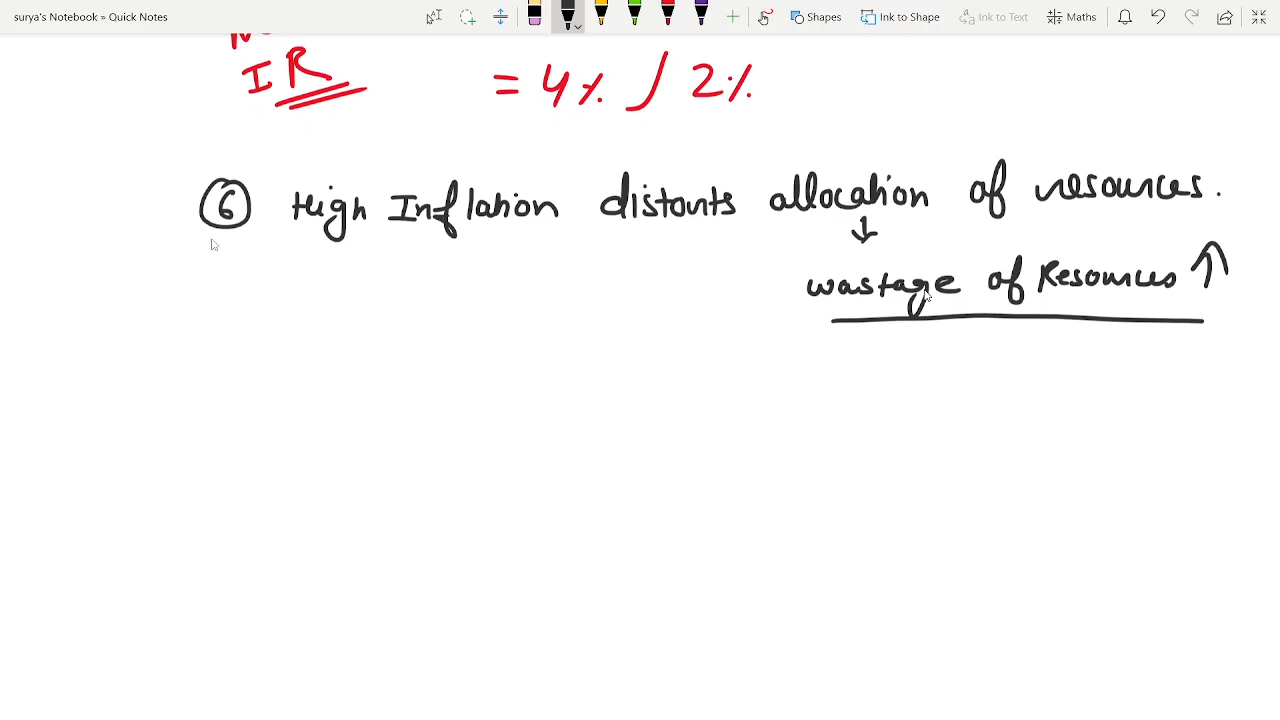 surya's Notebook » Quick Notes
Shapes Ink to Shape Ink to Text Maths
IR = 4% 2%
⑥ High Inflation distorts allocation of resources.
↓
wastage of Resources ↑